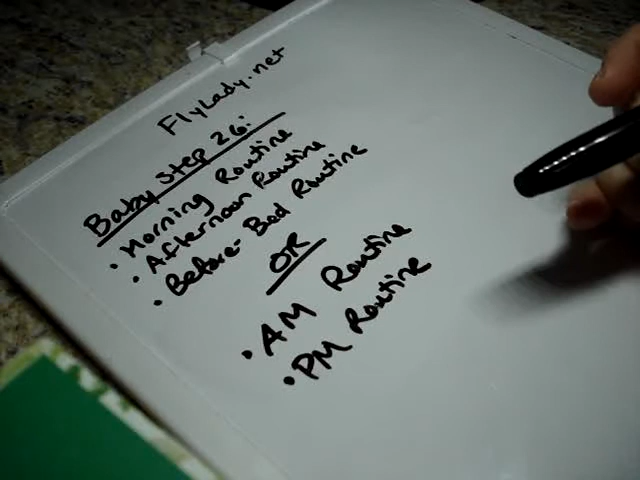 FlyLady.net
Baby Step 26:
• Morning Routine
• Afternoon Routine
• Before-Bed Routine
OR
• AM Routine
• PM Routine